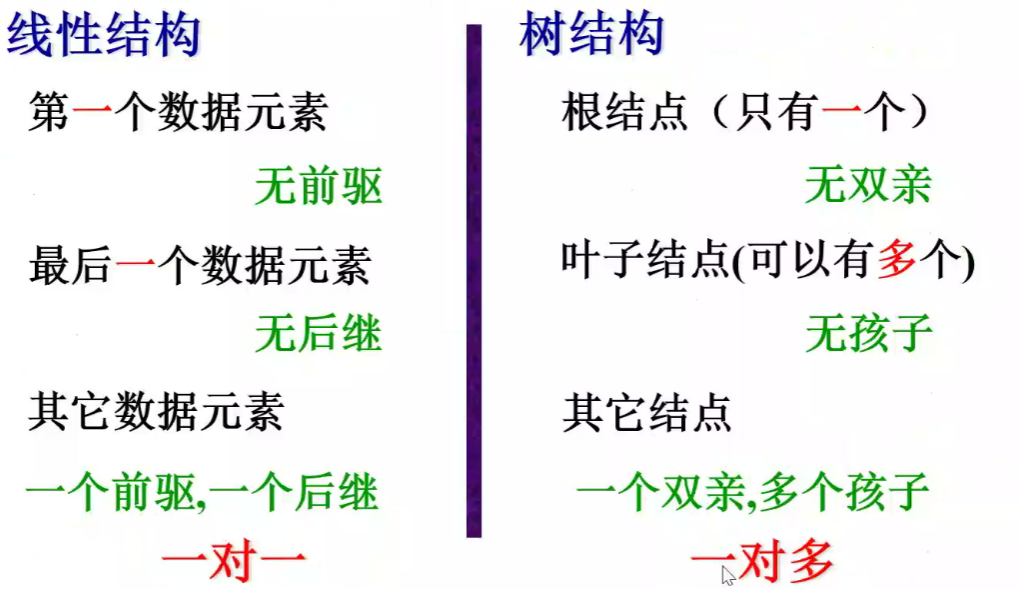 线性结构
第一个数据元素
无前驱
最后一个数据元素
无后继
其它数据元素
一个前驱,一个后继
一对一
树结构
根结点（只有一个）
无双亲
叶子结点(可以有多个)
无孩子
其它结点
一个双亲,多个孩子
一对多